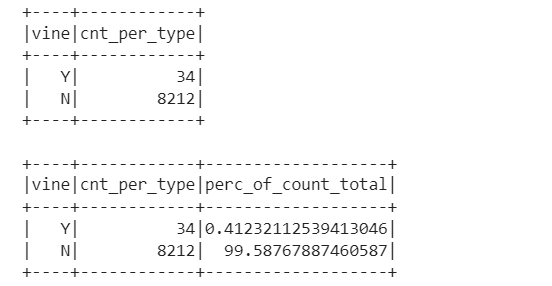 +----+------------+
|vine|cnt_per_type|
+----+------------+
|   Y|          34|
|   N|        8212|
+----+------------+

+----+------------+-------------------+
|vine|cnt_per_type|perc_of_count_total|
+----+------------+-------------------+
|   Y|          34|0.41232112539413046|
|   N|        8212|  99.58767887460587|
+----+------------+-------------------+